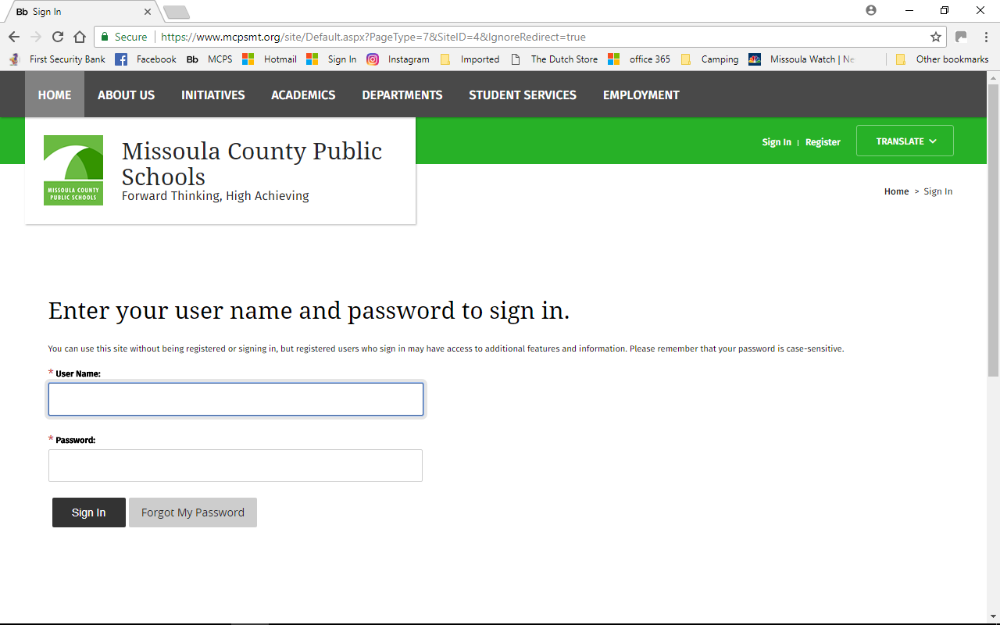 Bb Sign In
Secure https://www.mcpsmt.org/site/Default.aspx?PageType=7&SiteID=4&IgnoreRedirect=true
First Security Bank Facebook Bb MCPS Hotmail Sign In Instagram Imported The Dutch Store office 365 Camping Missoula Watch | Ne Other bookmarks
HOME ABOUT US INITIATIVES ACADEMICS DEPARTMENTS STUDENT SERVICES EMPLOYMENT
Sign In | Register TRANSLATE
MISSOULA COUNTY
PUBLIC SCHOOLS
Missoula County Public
Schools
Forward Thinking, High Achieving
Home > Sign In
Enter your user name and password to sign in.
You can use this site without being registered or signing in, but registered users who sign in may have access to additional features and information. Please remember that your password is case-sensitive.
* User Name:
* Password:
Sign In Forgot My Password